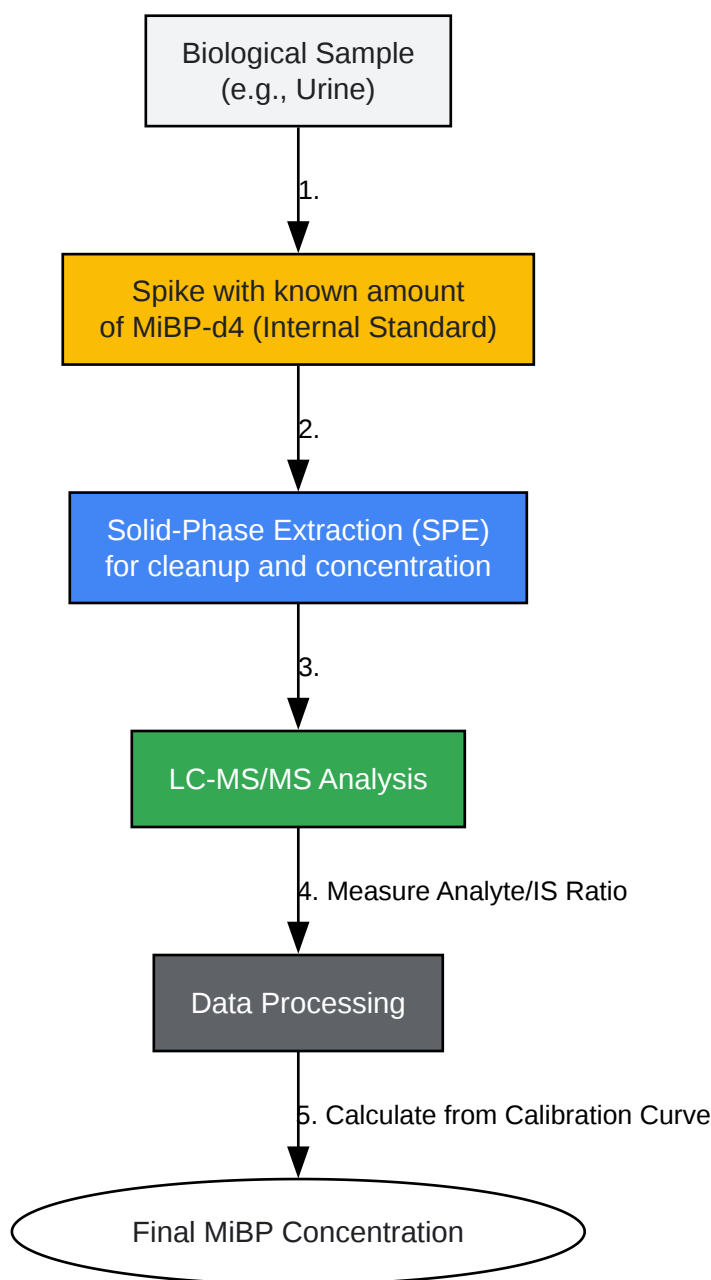 Biological Sample
(e.g., Urine)
1.
Spike with known amount
of MiBP-d4 (Internal Standard)
2.
Solid-Phase Extraction (SPE)
for cleanup and concentration
3.
LC-MS/MS Analysis
4. Measure Analyte/IS Ratio
Data Processing
5. Calculate from Calibration Curve
Final MiBP Concentration